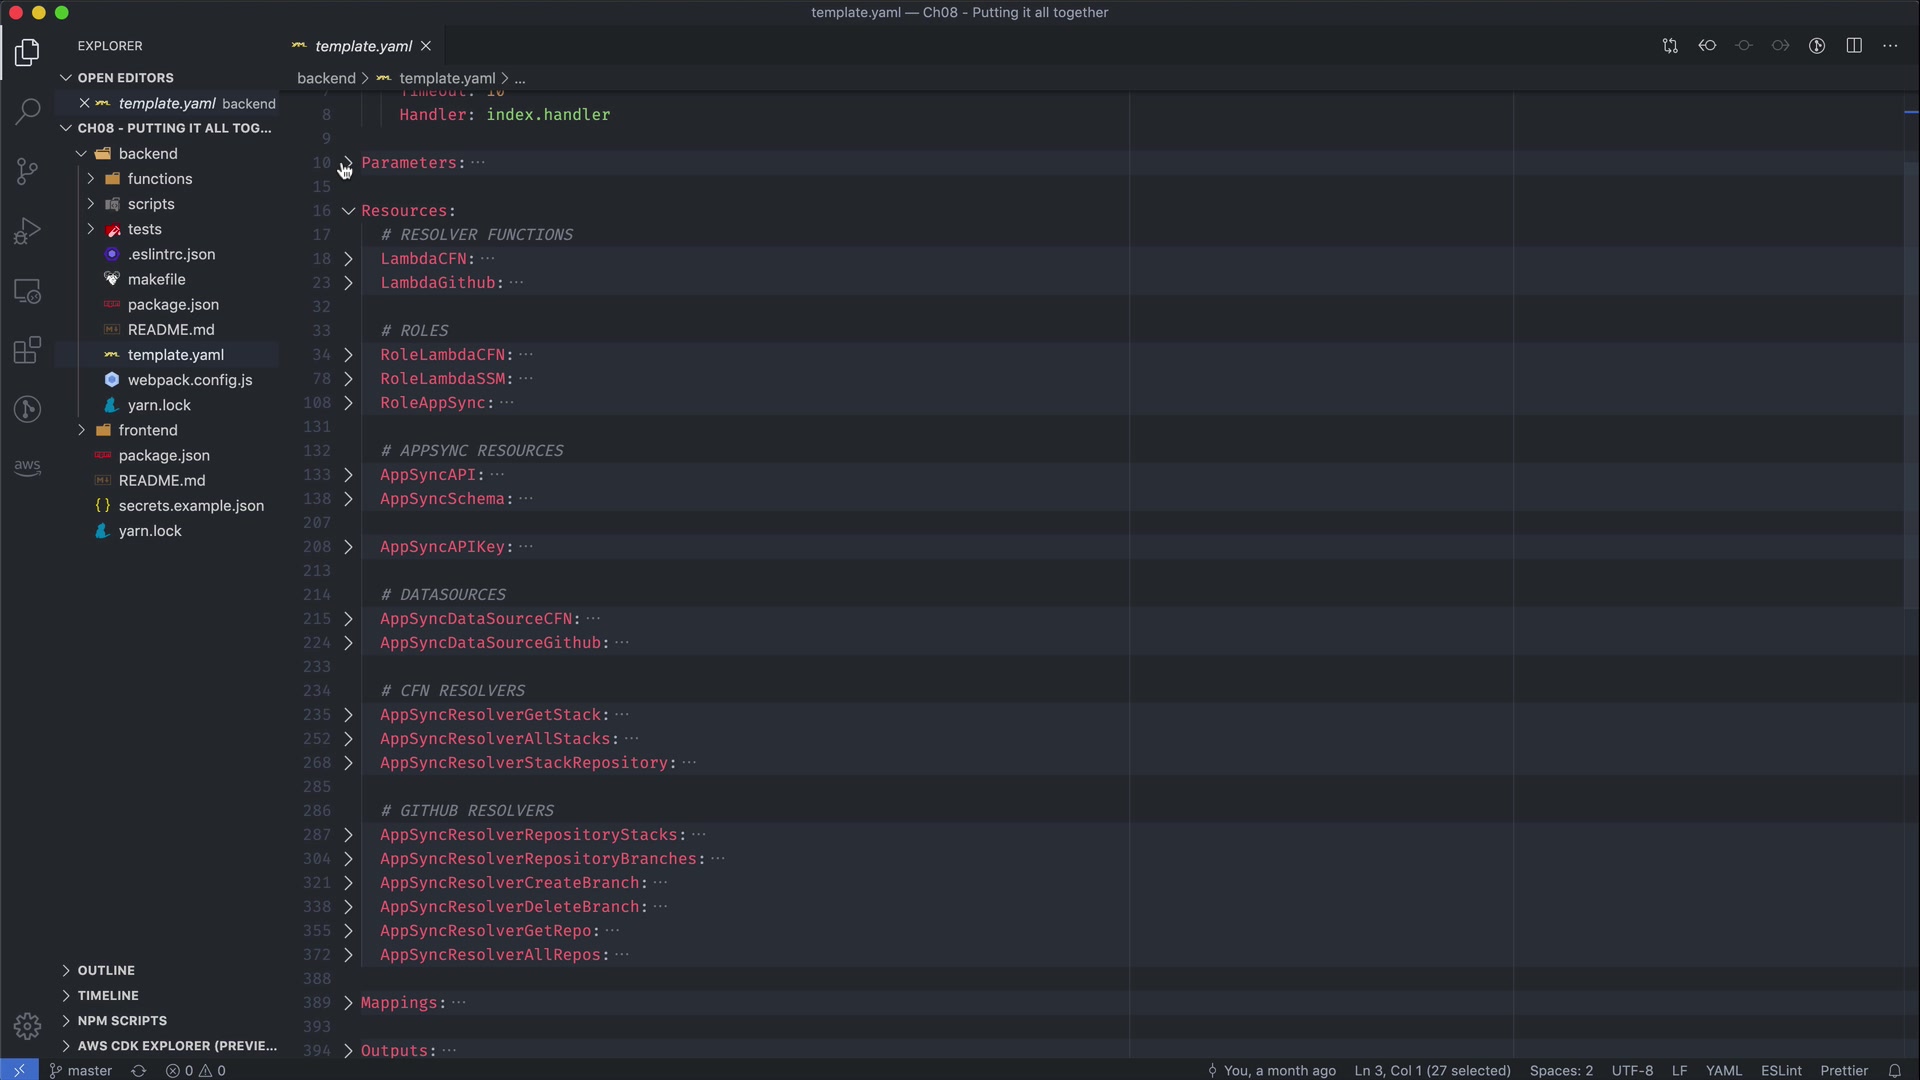 template.yaml — Ch08 - Putting it all together
EXPLORER
OPEN EDITORS
template.yaml backend
CH08 - PUTTING IT ALL TOG...
backend
functions
scripts
tests
.eslintrc.json
makefile
package.json
README.md
template.yaml
webpack.config.js
yarn.lock
frontend
package.json
README.md
secrets.example.json
yarn.lock
OUTLINE
TIMELINE
NPM SCRIPTS
AWS CDK EXPLORER (PREVIE...
aws
template.yaml
backend > template.yaml > ...
7 Timeout: 10
8 Handler: index.handler
9
10 Parameters: ...
15
16 Resources:
17 # RESOLVER FUNCTIONS
18 LambdaCFN: ...
23 LambdaGithub: ...
32
33 # ROLES
34 RoleLambdaCFN: ...
78 RoleLambdaSSM: ...
108 RoleAppSync: ...
131
132 # APPSYNC RESOURCES
133 AppSyncAPI: ...
138 AppSyncSchema: ...
207
208 AppSyncAPIKey: ...
213
214 # DATASOURCES
215 AppSyncDataSourceCFN: ...
224 AppSyncDataSourceGithub: ...
233
234 # CFN RESOLVERS
235 AppSyncResolverGetStack: ...
252 AppSyncResolverAllStacks: ...
268 AppSyncResolverStackRepository: ...
285
286 # GITHUB RESOLVERS
287 AppSyncResolverRepositoryStacks: ...
304 AppSyncResolverRepositoryBranches: ...
321 AppSyncResolverCreateBranch: ...
338 AppSyncResolverDeleteBranch: ...
355 AppSyncResolverGetRepo: ...
372 AppSyncResolverAllRepos: ...
388
389 Mappings: ...
393
394 Outputs: ...
master 0 0 You, a month ago Ln 3, Col 1 (27 selected) Spaces: 2 UTF-8 LF YAML ESLint Prettier